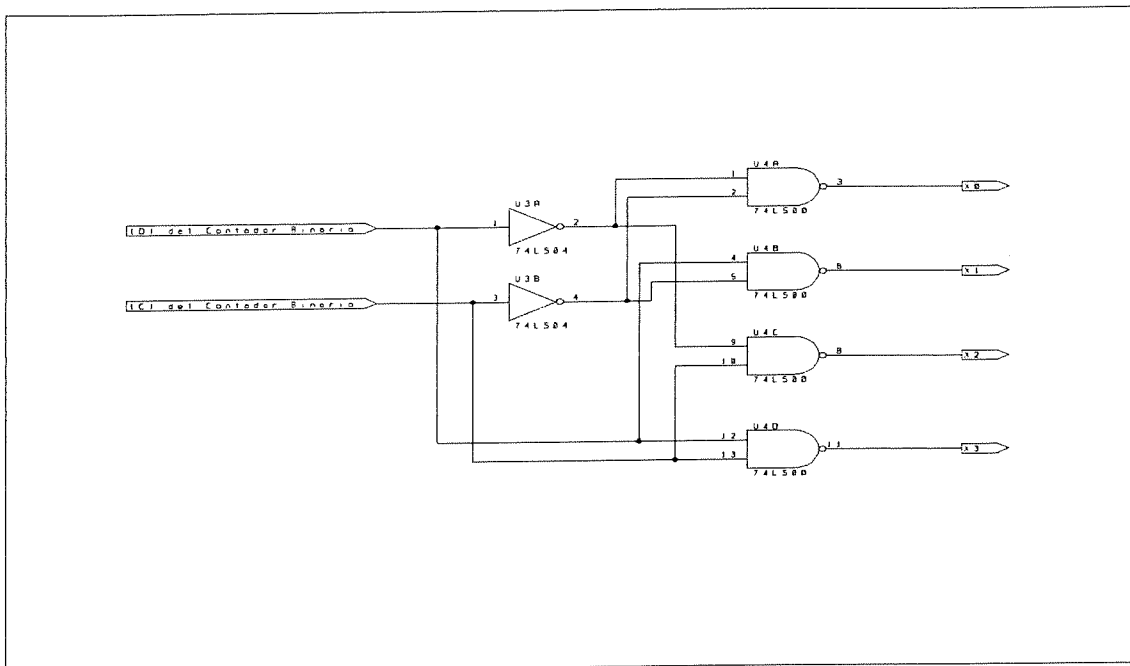 U4A
1
3
X0
2
74LS00
U3A
(D) del Contador Binario
1
2
74LS04
U4B
4
6
X1
5
74LS00
U3B
(C) del Contador Binario
3
4
74LS04
U4C
9
8
X2
10
74LS00
U4D
12
11
X3
13
74LS00